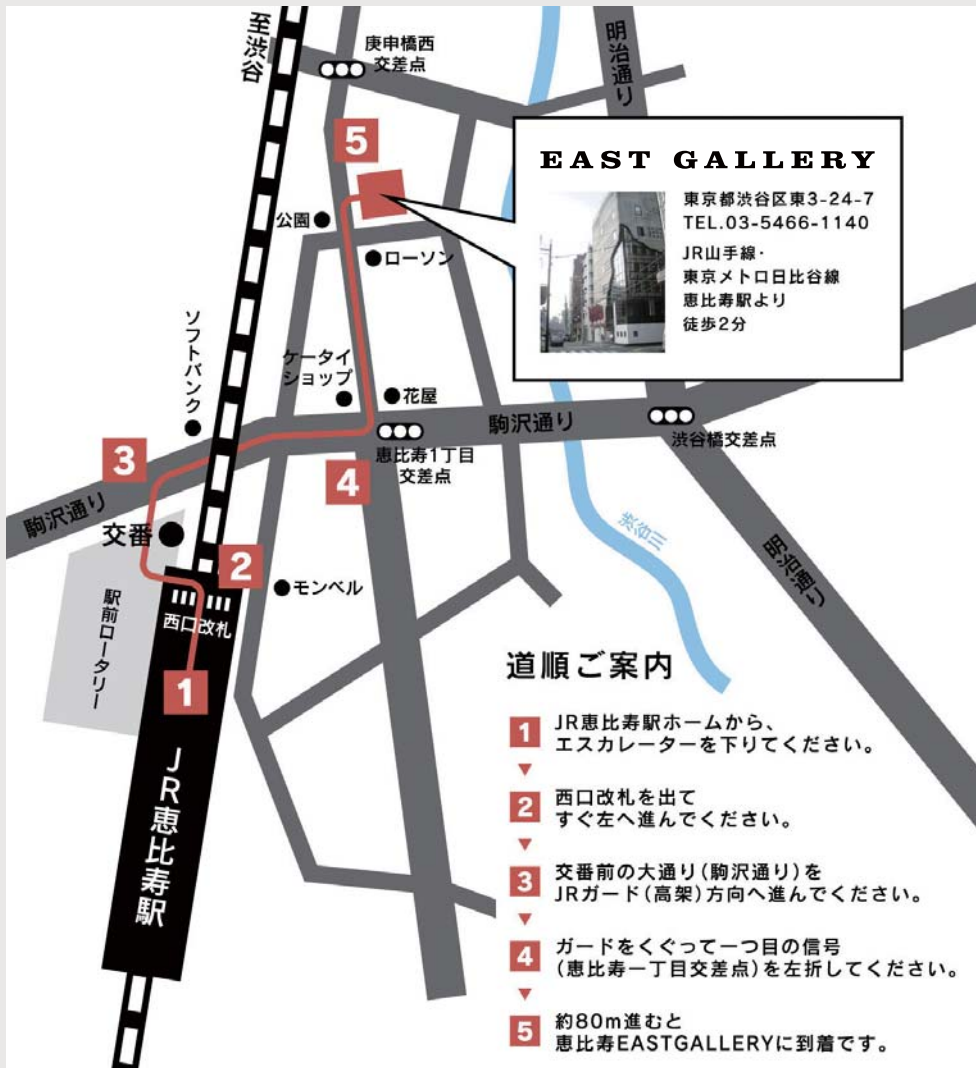 至渋谷
庚申橋西
交差点
明治通り
5
EAST GALLERY
東京都渋谷区東3-24-7
TEL.03-5466-1140
JR山手線・
東京メトロ日比谷線
恵比寿駅より
徒歩2分
公園
ローソン
ソフトバンク
ケータイ
ショップ
花屋
駒沢通り
渋谷橋交差点
3
恵比寿1丁目
交差点
4
駒沢通り
交番
2
渋谷川
明治通り
モンベル
駅前ロータリー
西口改札
1
JR恵比寿駅
道順ご案内
1 JR恵比寿駅ホームから、
エスカレーターを下りてください。
2 西口改札を出て
すぐ左へ進んでください。
3 交番前の大通り(駒沢通り)を
JRガード(高架)方向へ進んでください。
4 ガードをくぐって一つ目の信号
(恵比寿一丁目交差点)を左折してください。
5 約80m進むと
恵比寿EASTGALLERYに到着です。